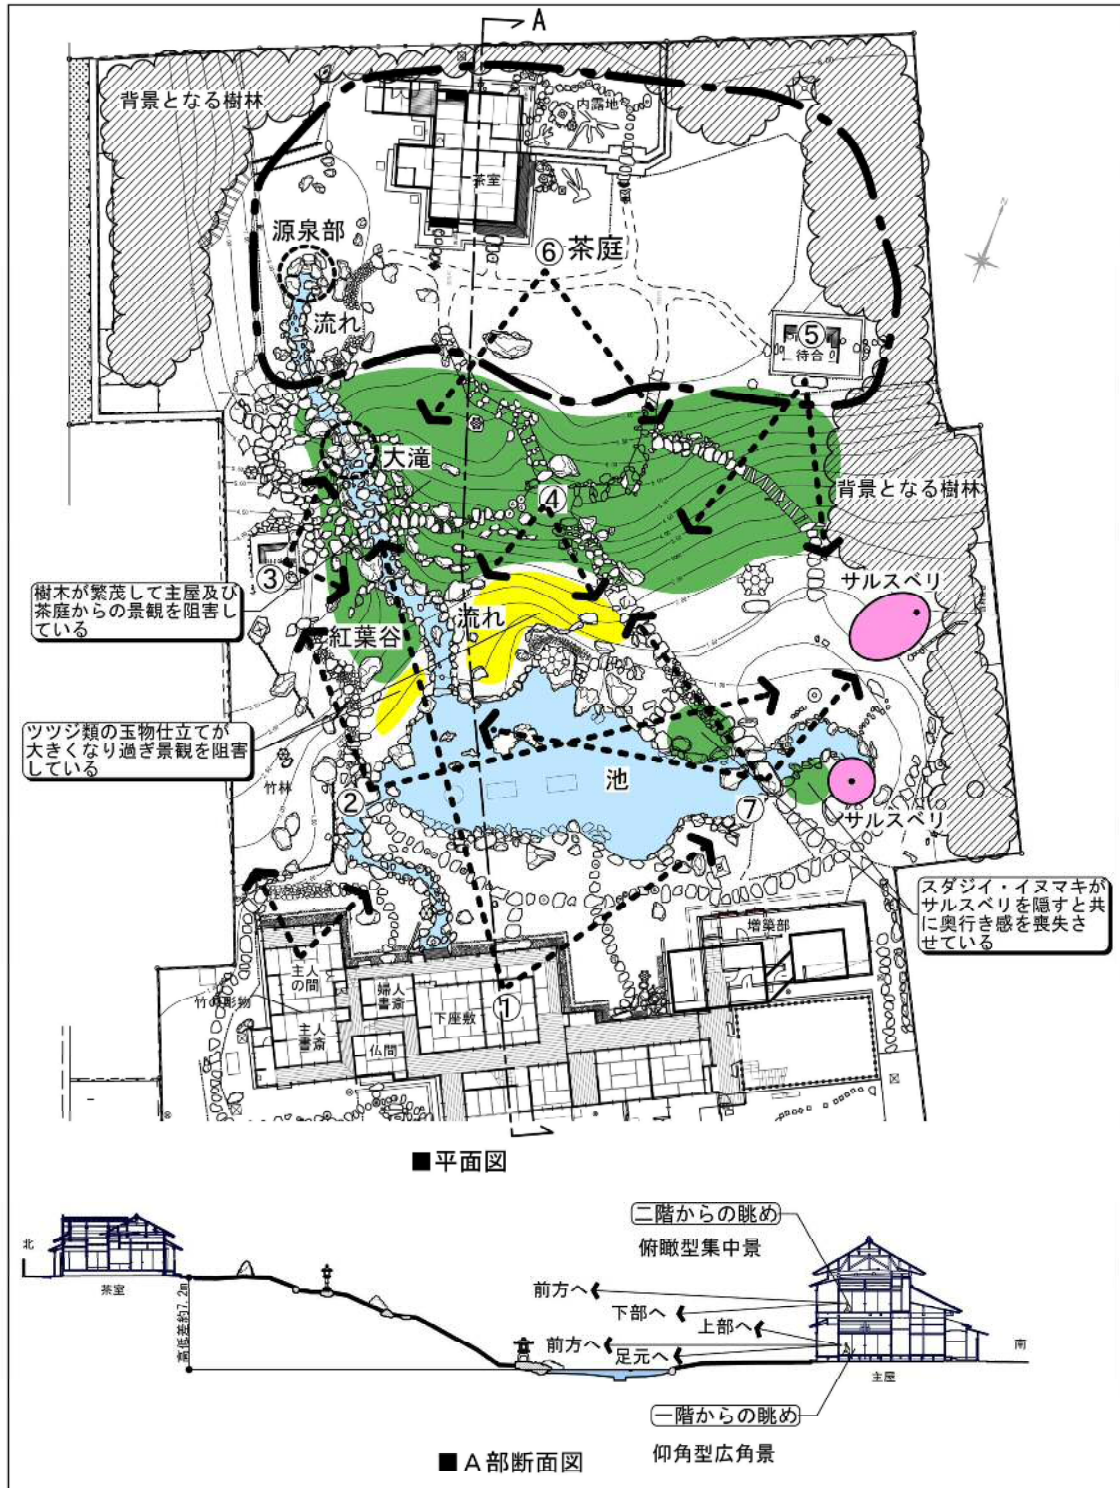 A
背景となる樹林
内露地
茶室
源泉部
⑥茶庭
流れ
⑤
待合
大滝
背景となる樹林
④
③
サルスベリ
樹木が繁茂して主屋及び
茶庭からの景観を阻害し
ている
流れ
紅葉谷
ツツジ類の玉物仕立てが
大きくなり過ぎ景観を阻害
している
竹林
池
②
⑦
サルスベリ
スダジイ・イヌマキが
サルスベリを隠すと共
に奥行き感を喪失さ
せている
増築部
主人
の間
婦人
書斎
下座敷
①
竹の彫物
主人
書斎
仏間
■平面図
二階からの眺め
俯瞰型集中景
北
前方へ
下部へ
上部へ
茶室
高低差約7.2m
前方へ
足元へ
南
主屋
一階からの眺め
仰角型広角景
■A部断面図